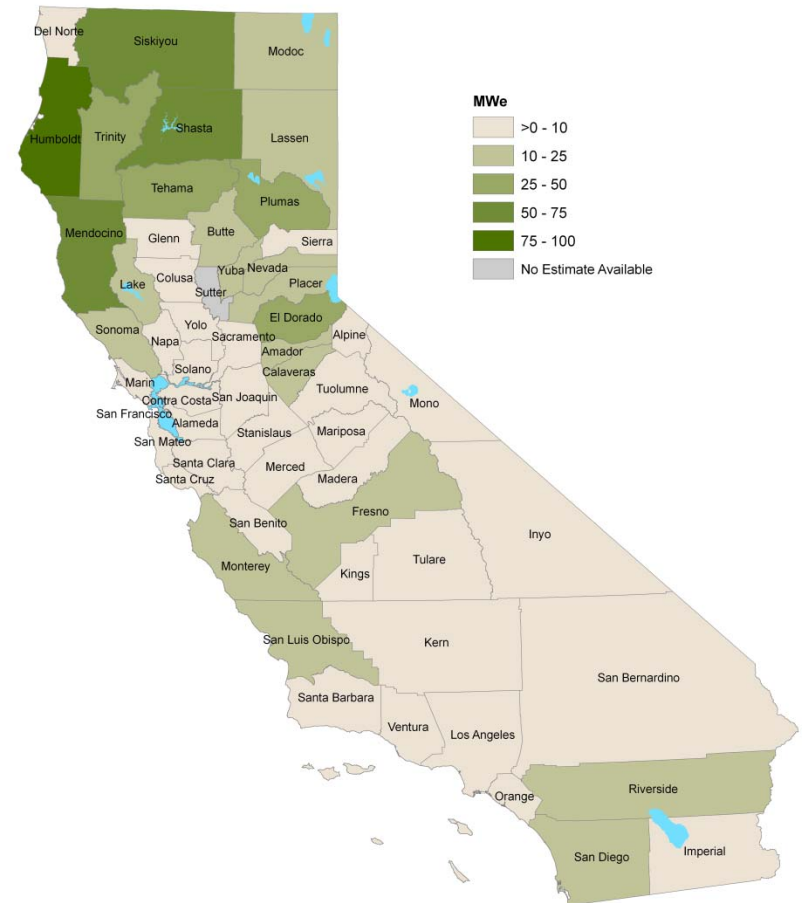 Del Norte
Siskiyou
Modoc
MWe
>0 - 10
10 - 25
25 - 50
50 - 75
75 - 100
No Estimate Available
Humboldt
Trinity
Shasta
Lassen
Tehama
Plumas
Mendocino
Glenn
Butte
Sierra
Colusa
Lake
Yuba
Nevada
Sutter
Placer
Sonoma
Yolo
El Dorado
Napa
Sacramento
Alpine
Amador
Solano
Calaveras
Marin
Tuolumne
Contra Costa
San Joaquin
Mono
San Francisco
Alameda
Stanislaus
Mariposa
San Mateo
Santa Clara
Merced
Santa Cruz
Madera
San Benito
Fresno
Inyo
Monterey
Kings
Tulare
San Luis Obispo
Kern
San Bernardino
Santa Barbara
Ventura
Los Angeles
Orange
Riverside
San Diego
Imperial